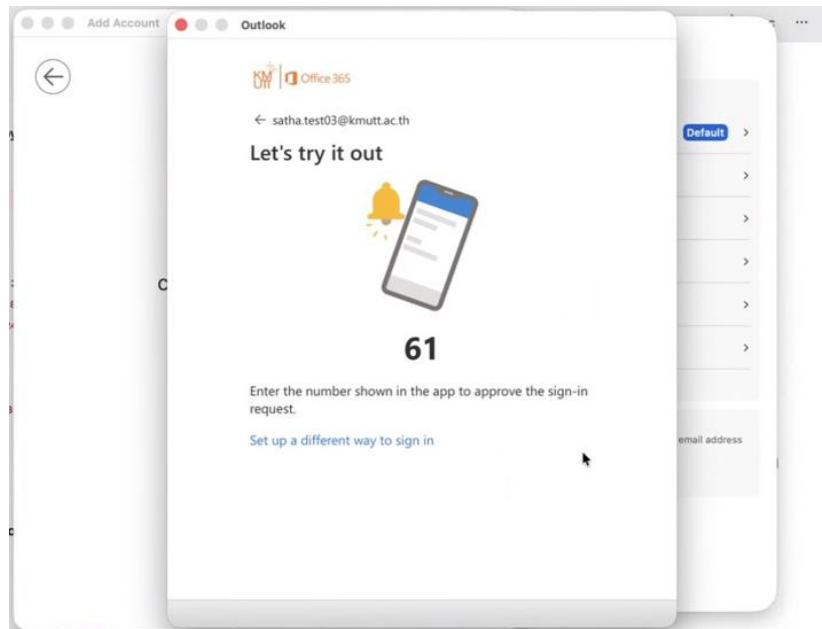 Add Account
Outlook
...
KMUTT Office 365
← satha.test03@kmutt.ac.th
Default >
Let's try it out
61
Enter the number shown in the app to approve the sign-in
request.
Set up a different way to sign in
email address